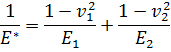 1/E* = (1 − v₁²)/E₁ + (1 − v₂²)/E₂